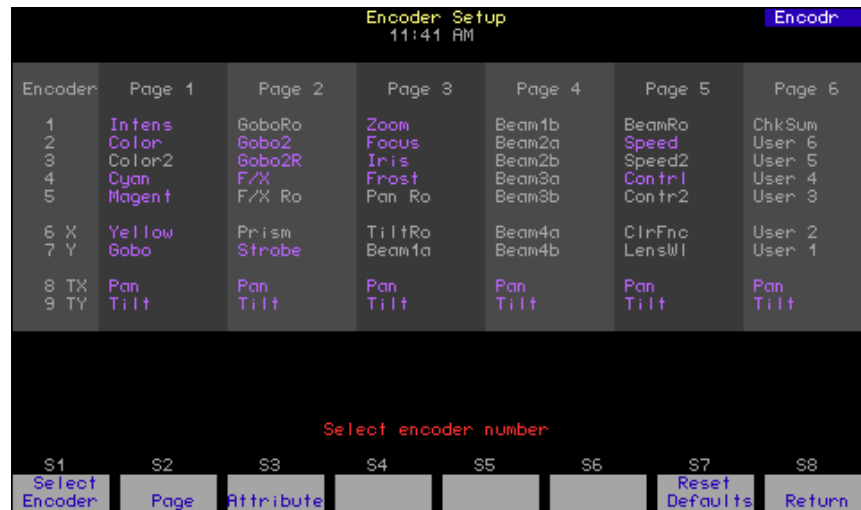 Encoder Setup Encodr
11:41 AM
Encoder Page 1 Page 2 Page 3 Page 4 Page 5 Page 6
1 Intens GoboRo Zoom Beam1b BeamRo ChkSum
2 Color Gobo2 Focus Beam2a Speed User 6
3 Color2 Gobo2R Iris Beam2b Speed2 User 5
4 Cyan F/X Frost Beam3a Contrl User 4
5 Magent F/X Ro Pan Ro Beam3b Contr2 User 3
6 X Yellow Prism TiltRo Beam4a ClrFnc User 2
7 Y Gobo Strobe Beam1a Beam4b LensWl User 1
8 TX Pan Pan Pan Pan Pan Pan
9 TY Tilt Tilt Tilt Tilt Tilt Tilt
Select encoder number
S1 S2 S3 S4 S5 S6 S7 S8
Select Reset
Encoder Page Attribute Defaults Return